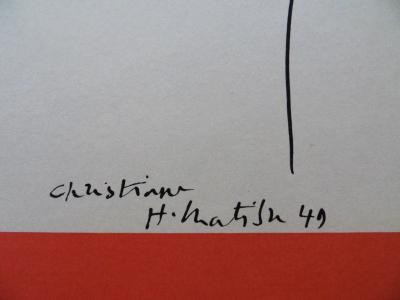 Christiane
H. Matisse 49